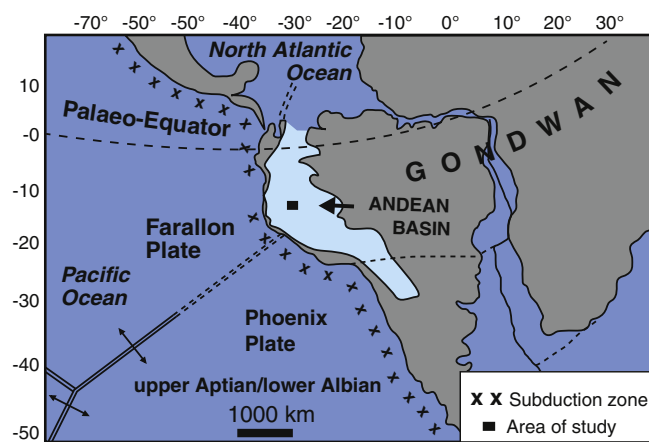 -70° -60° -50° -40° -30° -20° -10° 0° 10° 20° 30°
North Atlantic
Ocean
10
-0
-10
-20
-30
-40
-50
Palaeo-Equator
GONDWAN
ANDEAN
BASIN
Farallon
Plate
Pacific
Ocean
Phoenix
Plate
upper Aptian/lower Albian
1000 km
x x Subduction zone
Area of study